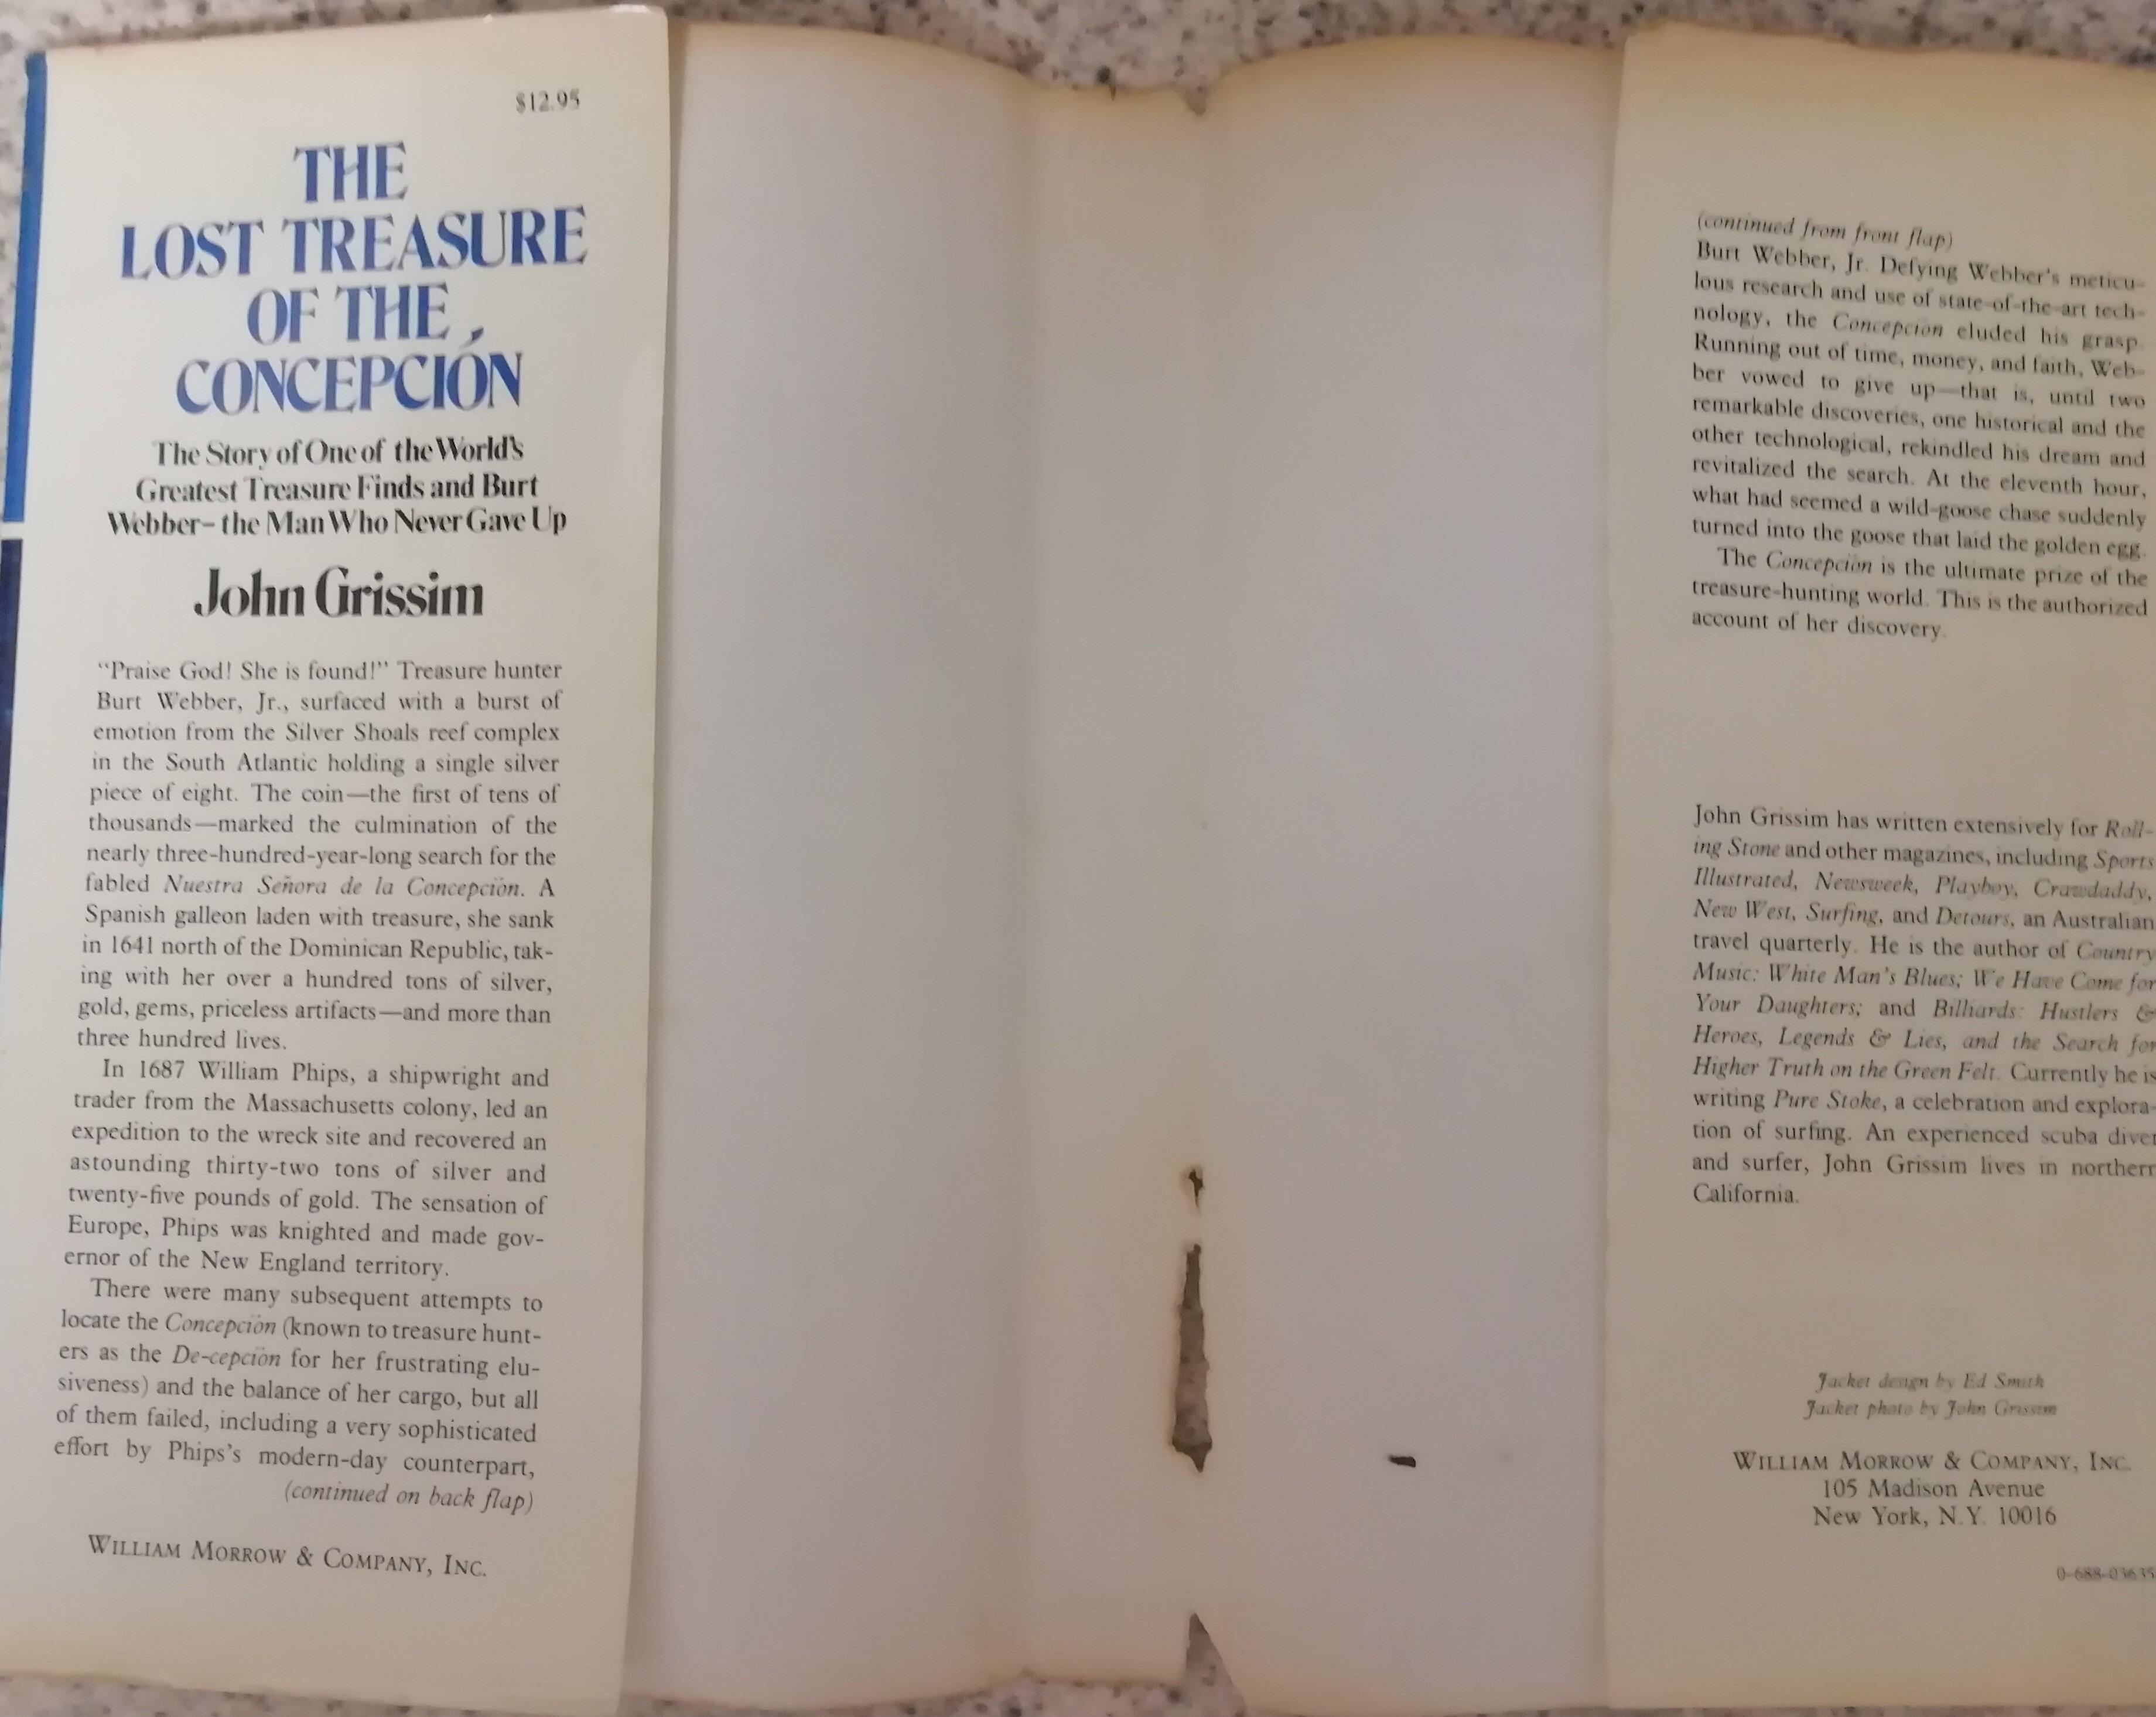 $12.95
THE
LOST TREASURE
OF THE
CONCEPCIÓN
The Story of One of the World's
Greatest Treasure Finds and Burt
Webber–the Man Who Never Gave Up
John Grissim
“Praise God! She is found!” Treasure hunter
Burt Webber, Jr., surfaced with a burst of
emotion from the Silver Shoals reef complex
in the South Atlantic holding a single silver
piece of eight. The coin—the first of tens of
thousands—marked the culmination of the
nearly three-hundred-year-long search for the
fabled Nuestra Señora de la Concepción. A
Spanish galleon laden with treasure, she sank
in 1641 north of the Dominican Republic, tak-
ing with her over a hundred tons of silver,
gold, gems, priceless artifacts—and more than
three hundred lives.
In 1687 William Phips, a shipwright and
trader from the Massachusetts colony, led an
expedition to the wreck site and recovered an
astounding thirty-two tons of silver and
twenty-five pounds of gold. The sensation of
Europe, Phips was knighted and made gov-
ernor of the New England territory.
There were many subsequent attempts to
locate the Concepción (known to treasure hunt-
ers as the De-cepción for her frustrating elu-
siveness) and the balance of her cargo, but all
of them failed, including a very sophisticated
effort by Phips's modern-day counterpart,
(continued on back flap)
WILLIAM MORROW & COMPANY, INC.
(continued from front flap)
Burt Webber, Jr. Defying Webber's meticu-
lous research and use of state-of-the-art tech-
nology, the Concepción eluded his grasp.
Running out of time, money, and faith, Web-
ber vowed to give up—that is, until two
remarkable discoveries, one historical and the
other technological, rekindled his dream and
revitalized the search. At the eleventh hour,
what had seemed a wild-goose chase suddenly
turned into the goose that laid the golden egg.
The Concepción is the ultimate prize of the
treasure-hunting world. This is the authorized
account of her discovery.
John Grissim has written extensively for Roll-
ing Stone and other magazines, including Sports
Illustrated, Newsweek, Playboy, Crawdaddy,
New West, Surfing, and Detours, an Australian
travel quarterly. He is the author of Country
Music: White Man's Blues; We Have Come for
Your Daughters; and Billiards: Hustlers &
Heroes, Legends & Lies, and the Search for
Higher Truth on the Green Felt. Currently he is
writing Pure Stoke, a celebration and explora-
tion of surfing. An experienced scuba diver
and surfer, John Grissim lives in northern
California.
Jacket design by Ed Smith
Jacket photo by John Grissim
WILLIAM MORROW & COMPANY, INC.
105 Madison Avenue
New York, N.Y. 10016
0-688-03635